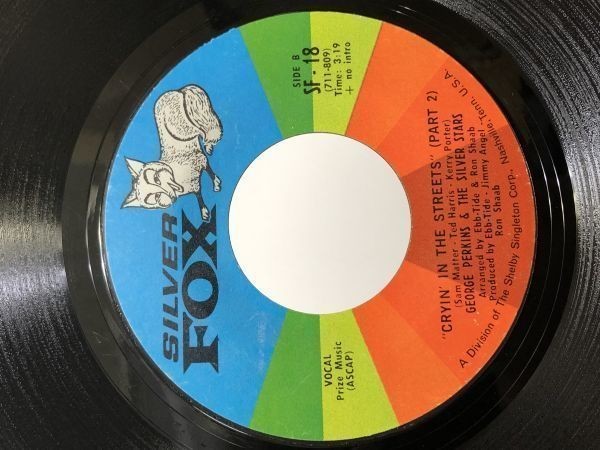 SILVER
FOX
VOCAL
Prize Music
(ASCAP)
SIDE B
SF-18
(711-809)
Time: 3:19
+ no intro
"CRYIN' IN THE STREETS" (PART 2)
(Sam Matter - Ted Harris - Kerry Porter)
GEORGE PERKINS & THE SILVER STARS
Arranged by Ebb-Tide & Ron Shaab
Produced by Ebb-Tide - Jimmy Angel -
Ron Shaab
A Division of The Shelby Singleton Corp., Nashville, Tenn. U.S.A.